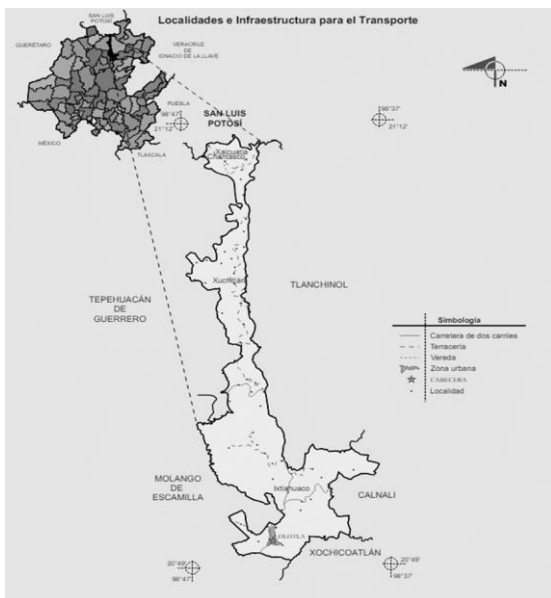 SAN LUIS
POTOSÍ
Localidades e Infraestructura para el Transporte
QUERÉTARO
VERACRUZ
DE
IGNACIO DE LA LLAVE
PUEBLA
MÉXICO
TLAXCALA
N
98°47'
21°12'
98°37'
21°12'
SAN LUIS
POTOSÍ
Chantasco
Xuchipan
TLANCHINOL
TEPEHUACÁN
DE
GUERRERO
Simbología
Carretera de dos carriles
Terracería
Vereda
Zona urbana
CABECERA
Localidad
MOLANGO
DE
ESCAMILLA
Ixtlahuaco
CALNALI
LOLOTLA
XOCHICOATLÁN
20°49'
98°47'
20°49'
98°37'